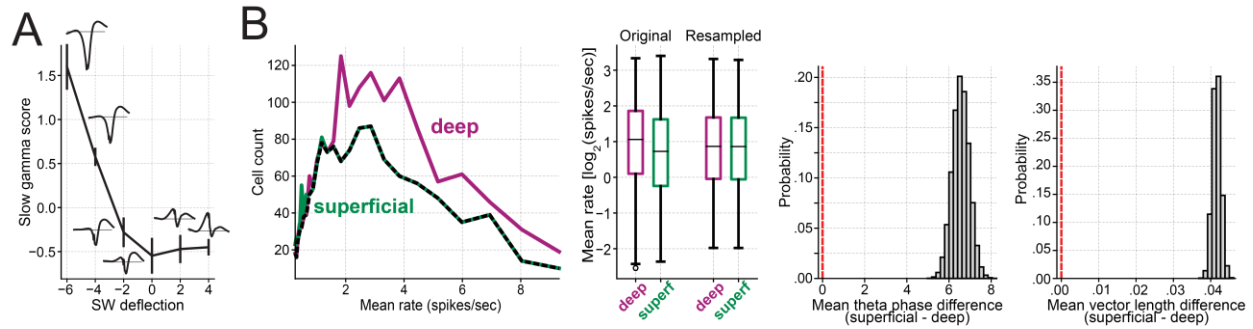 A
Slow gamma score
1.5
1.0
0.5
0.0
-0.5
-6
-4
-2
0
2
4
SW deflection
B
Cell count
120
100
80
60
40
20
deep
superficial
2
4
6
8
Mean rate (spikes/sec)
Original
Resampled
Mean rate [log2(spikes/sec)]
3
2
1
0
-1
-2
deep
superf
deep
superf
Probability
0.20
.15
.10
.05
.00
0
2
4
6
8
Mean theta phase difference
(superficial - deep)
Probability
0.35
.30
.25
.20
.15
.10
.05
.00
.00
.01
.02
.03
.04
Mean vector length difference
(superficial - deep)